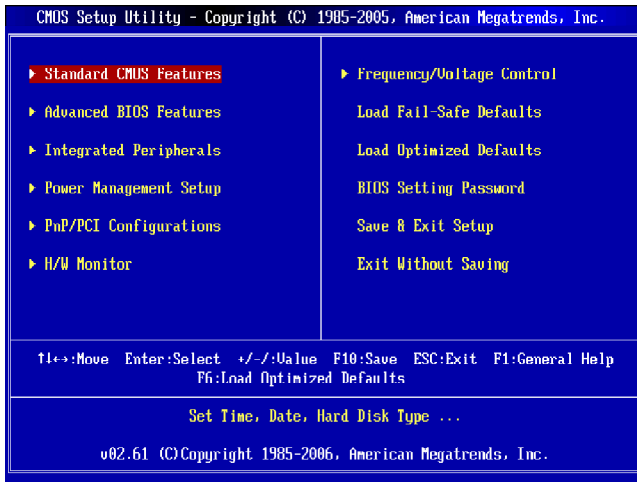 CMOS Setup Utility - Copyright (C) 1985-2005, American Megatrends, Inc.
Standard CMOS Features
Advanced BIOS Features
Integrated Peripherals
Power Management Setup
PnP/PCI Configurations
H/W Monitor
Frequency/Voltage Control
Load Fail-Safe Defaults
Load Optimized Defaults
BIOS Setting Password
Save & Exit Setup
Exit Without Saving
↑↓←→:Move Enter:Select +/-/:Value F10:Save ESC:Exit F1:General Help
F6:Load Optimized Defaults
Set Time, Date, Hard Disk Type ...
v02.61 (C)Copyright 1985-2006, American Megatrends, Inc.